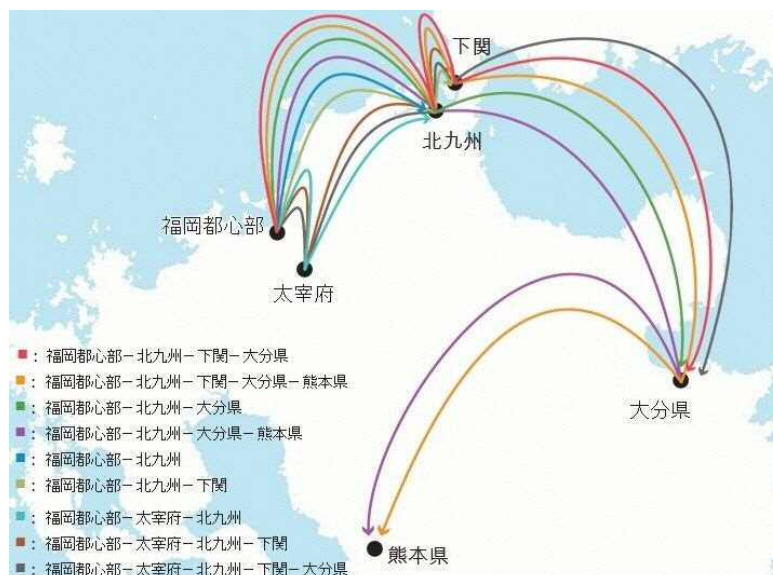 下関
北九州
福岡都心部
太宰府
大分県
熊本県
：福岡都心部－北九州－下関－大分県
：福岡都心部－北九州－下関－大分県－熊本県
：福岡都心部－北九州－大分県
：福岡都心部－北九州－大分県－熊本県
：福岡都心部－北九州
：福岡都心部－北九州－下関
：福岡都心部－太宰府－北九州
：福岡都心部－太宰府－北九州－下関
：福岡都心部－太宰府－北九州－下関－大分県